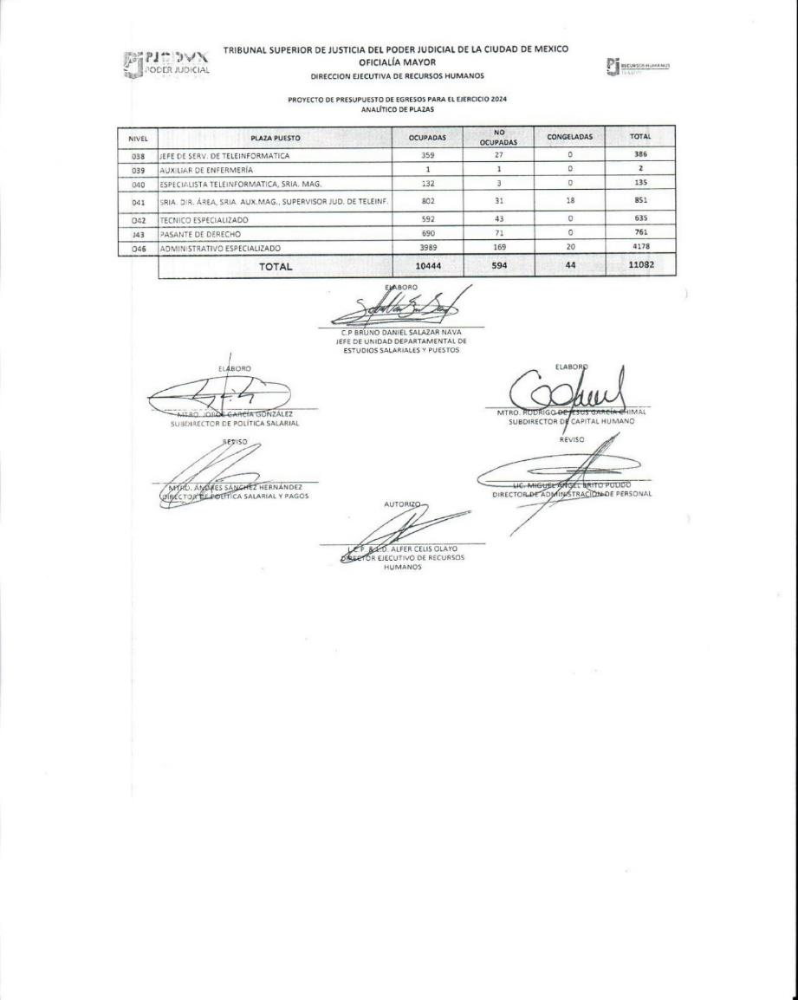 PODER JUDICIAL
TRIBUNAL SUPERIOR DE JUSTICIA DEL PODER JUDICIAL DE LA CIUDAD DE MEXICO
OFICIALÍA MAYOR
DIRECCION EJECUTIVA DE RECURSOS HUMANOS
RECURSOS HUMANOS
PROYECTO DE PRESUPUESTO DE EGRESOS PARA EL EJERCICIO 2024
ANALÍTICO DE PLAZAS
NIVEL PLAZA PUESTO OCUPADAS NO OCUPADAS CONGELADAS TOTAL
038 JEFE DE SERV. DE TELEINFORMATICA 359 27 0 386
039 AUXILIAR DE ENFERMERÍA 1 1 0 2
040 ESPECIALISTA TELEINFORMATICA, SRIA. MAG. 132 3 0 135
041 SRIA. DIR. ÁREA, SRIA. AUX.MAG., SUPERVISOR JUD. DE TELEINF. 802 31 18 851
042 TECNICO ESPECIALIZADO 592 43 0 635
J43 PASANTE DE DERECHO 690 71 0 761
046 ADMINISTRATIVO ESPECIALIZADO 3989 169 20 4178
TOTAL 10444 594 44 11082
ELABORO
C.P BRUNO DANIEL SALAZAR NAVA
JEFE DE UNIDAD DEPARTAMENTAL DE
ESTUDIOS SALARIALES Y PUESTOS
ELABORO
MTRO. JORGE GARCÍA GONZÁLEZ
SUBDIRECTOR DE POLÍTICA SALARIAL
ELABORO
MTRO. RODRIGO DE JESUS GARCÍA CHIMAL
SUBDIRECTOR DE CAPITAL HUMANO
REVISO
MTRO. ANDRES SANCHEZ HERNÁNDEZ
DIRECTOR DE POLÍTICA SALARIAL Y PAGOS
REVISO
LIC. MIGUEL ANGEL BRITO PULIDO
DIRECTOR DE ADMINISTRACIÓN DE PERSONAL
AUTORIZO
L.C.P. & L.D. ALFER CELIS OLAYO
DIRECTOR EJECUTIVO DE RECURSOS
HUMANOS